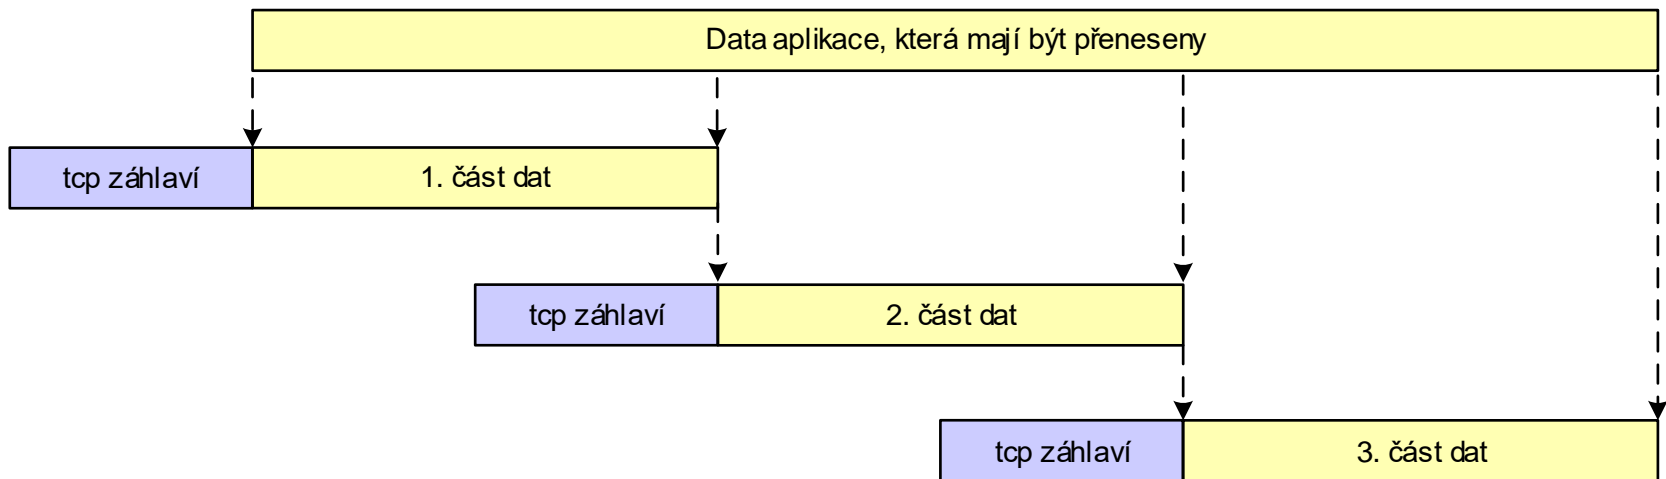 Data aplikace, která mají být přeneseny
tcp záhlaví
1. část dat
tcp záhlaví
2. část dat
tcp záhlaví
3. část dat